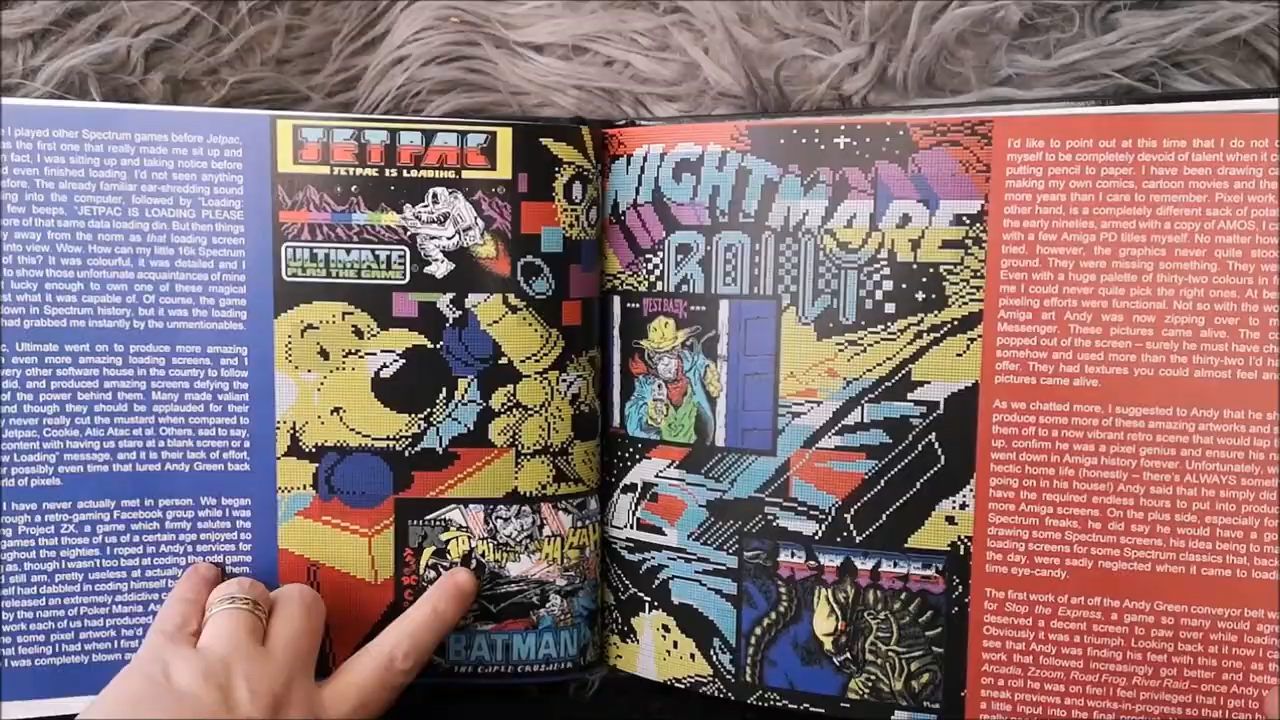 I played other Spectrum games before Jetpac,
as the first one that really made me sit up and
fact, I was sitting up and taking notice before
even finished loading. I'd not seen anything
before. The already familiar ear-shredding sound
into the computer, followed by "Loading:
few beeps, "JETPAC IS LOADING PLEASE
ore of that same data loading din. But then things
away from the norm as that loading screen
into view. Wow. How can my little 16k Spectrum
of this? It was colourful, it was detailed and I
to show those unfortunate acquaintances of mine
lucky enough to own one of these magical
st what it was capable of. Of course, the game
down in Spectrum history, but it was the loading
had grabbed me instantly by the unmentionables.
c, Ultimate went on to produce more amazing
even more amazing loading screens, and I
very other software house in the country to follow
did, and produced amazing screens defying the
of the power behind them. Many made valiant
and though they should be applauded for their
never really cut the mustard when compared to
Jetpac, Cookie, Atic Atac et al. Others, sad to say,
content with having us stare at a blank screen or a
Loading" message, and it is their lack of effort,
r possibly even time that lured Andy Green back
rld of pixels.
I have never actually met in person. We began
rough a retro-gaming Facebook group while I was
Project ZX, a game which firmly salutes the
games that those of us of a certain age enjoyed so
ughout the eighties. I roped in Andy's services for
as, though I wasn't too bad at coding the odd game
I still am, pretty useless at actually them.
self had dabbled in coding himself
released an extremely addictive
by the name of Poker Mania. As
work each of us had produced
me some pixel artwork he'd
hat feeling I had when I first
I was completely blown
JETPAC
JETPAC IS LOADING.
ULTIMATE
PLAY THE GAME
SPECIAL
FX
HA HAHA
BATMAN
THE CAPED CRUSADER
NIGHTMARE
RALLY
WEST BANK
I'd like to point out at this time that I do not
myself to be completely devoid of talent when it
putting pencil to paper. I have been drawing
making my own comics, cartoon movies and the
more years than I care to remember. Pixel work,
other hand, is a completely different sack of
the early nineties, armed with a copy of AMOS, I
with a few Amiga PD titles myself. No matter how
tried, however, the graphics never quite stood
ground. They were missing something. They
Even with a huge palette of thirty-two colours in
me I could never quite pick the right ones. At
pixeling efforts were functional. Not so with the
Amiga art Andy was now zipping over to
Messenger. These pictures came alive. The
popped out of the screen – surely he must have
somehow and used more than the thirty-two I'd
offer. They had textures you could almost feel
pictures came alive.
As we chatted more, I suggested to Andy that he
produce some more of these amazing artworks and
them off to a now vibrant retro scene that would lap
up, confirm he was a pixel genius and ensure his
went down in Amiga history forever. Unfortunately,
hectic home life (honestly – there's ALWAYS
going on in his house!) Andy said that he simply did
have the required endless hours to put into
more Amiga screens. On the plus side, especially for
Spectrum freaks, he did say he would have a go
drawing some Spectrum screens, his idea being to
loading screens for some Spectrum classics that, back
the day, were sadly neglected when it came to
time eye-candy.
The first work of art off the Andy Green conveyor belt
for Stop the Express, a game so many would
deserved a decent screen to paw over while
Obviously it was a triumph. Looking back at it now I
see that Andy was finding his feet with this one, as
work that followed increasingly got better and
Arcadia, Zzoom, Road Frog, River Raid – once Andy
on a roll he was on fire! I feel privileged that I get to
sneak previews and works-in-progress so that I can
a little input into the final